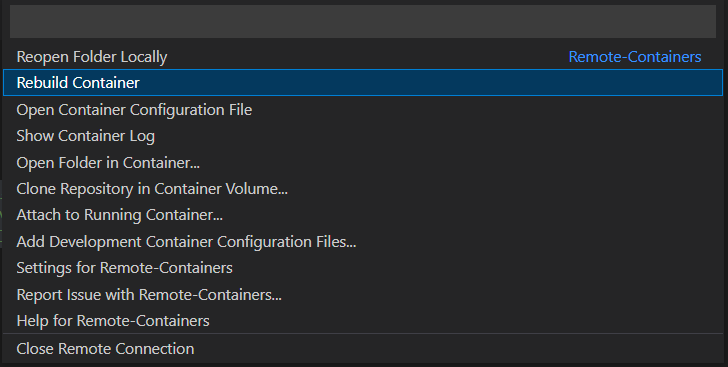 Reopen Folder Locally Remote-Containers
Rebuild Container
Open Container Configuration File
Show Container Log
Open Folder in Container...
Clone Repository in Container Volume...
Attach to Running Container...
Add Development Container Configuration Files...
Settings for Remote-Containers
Report Issue with Remote-Containers...
Help for Remote-Containers
Close Remote Connection